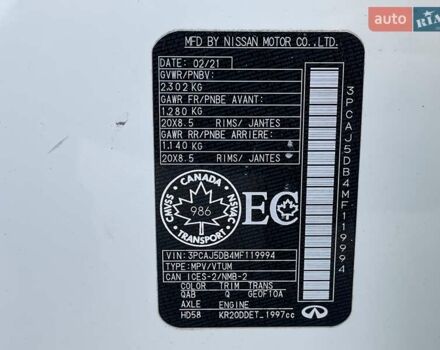 auto RIA
MFD BY NISSAN MOTOR CO.,LTD.
DATE: 02/21
GVWR/PNBV:
2,302 KG
GAWR FR/PNBE AVANT:
1,280 KG
20X8.5 RIMS/ JANTES
GAWR RR/PNBE ARRIERE:
1,140 KG
20X8.5 RIMS/ JANTES
3PCAJ5DB4MF119994
CANADA
SSVMC
986
NSVAC
TRANSPORT
EC
VIN: 3PCAJ5DB4MF119994
TYPE: MPV/VTUM
CAN ICES-2/NMB-2
COLOR TRIM TRANS
QAB Q GEOF10A
AXLE ENGINE
HD58 KR20DDET_1997cc